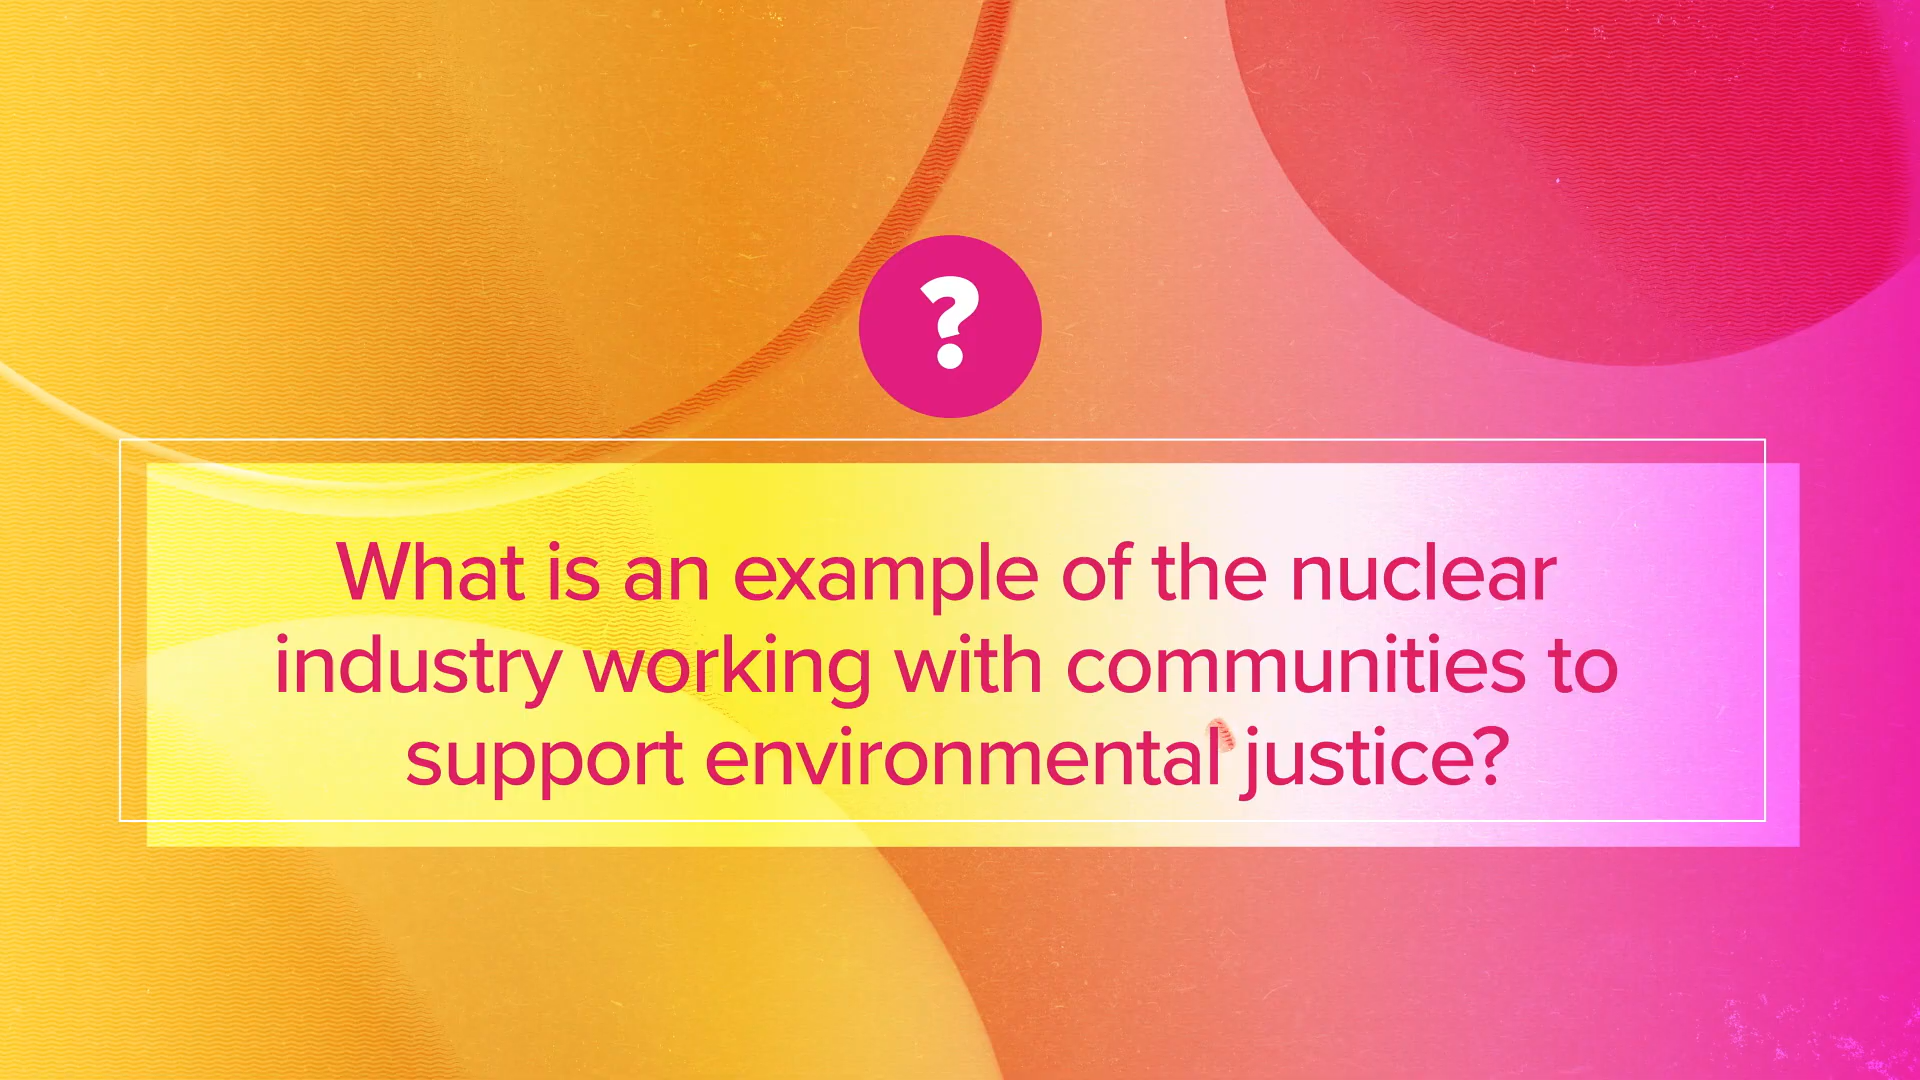 ?
What is an example of the nuclear
industry working with communities to
support environmental justice?